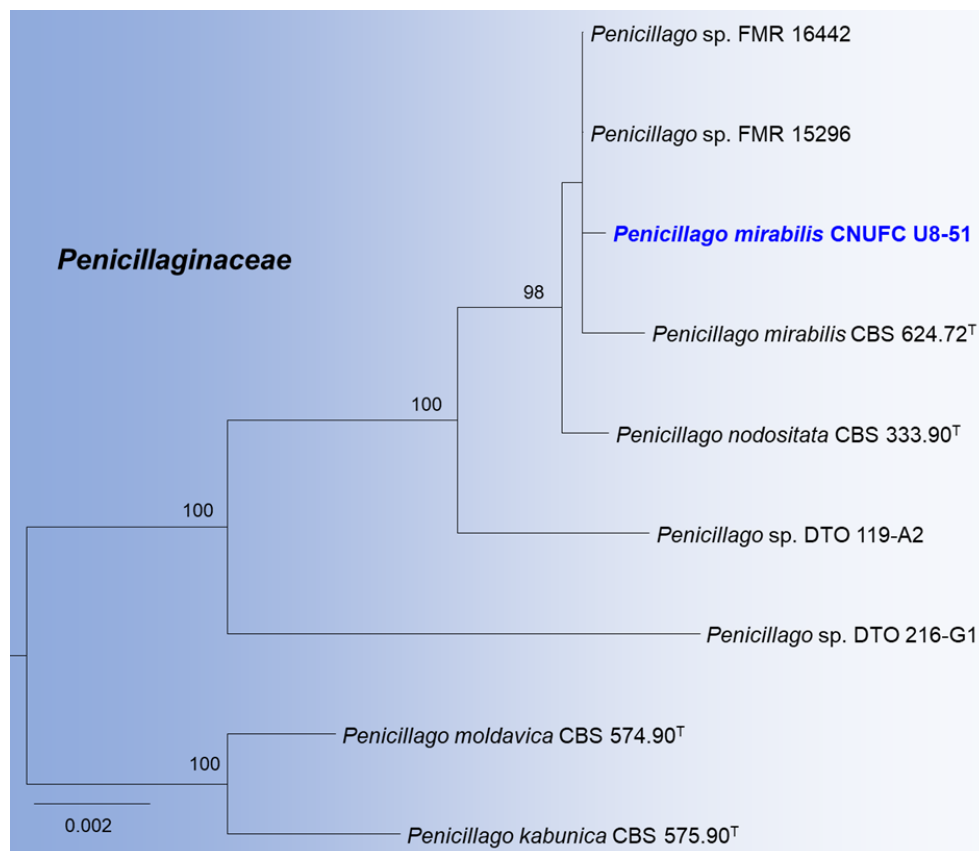 Penicillago sp. FMR 16442
Penicillago sp. FMR 15296
Penicillago mirabilis CNUFC U8-51
Penicillaginaceae
98
Penicillago mirabilis CBS 624.72ᵀ
100
Penicillago nodositata CBS 333.90ᵀ
100
Penicillago sp. DTO 119-A2
Penicillago sp. DTO 216-G1
Penicillago moldavica CBS 574.90ᵀ
100
0.002
Penicillago kabunica CBS 575.90ᵀ